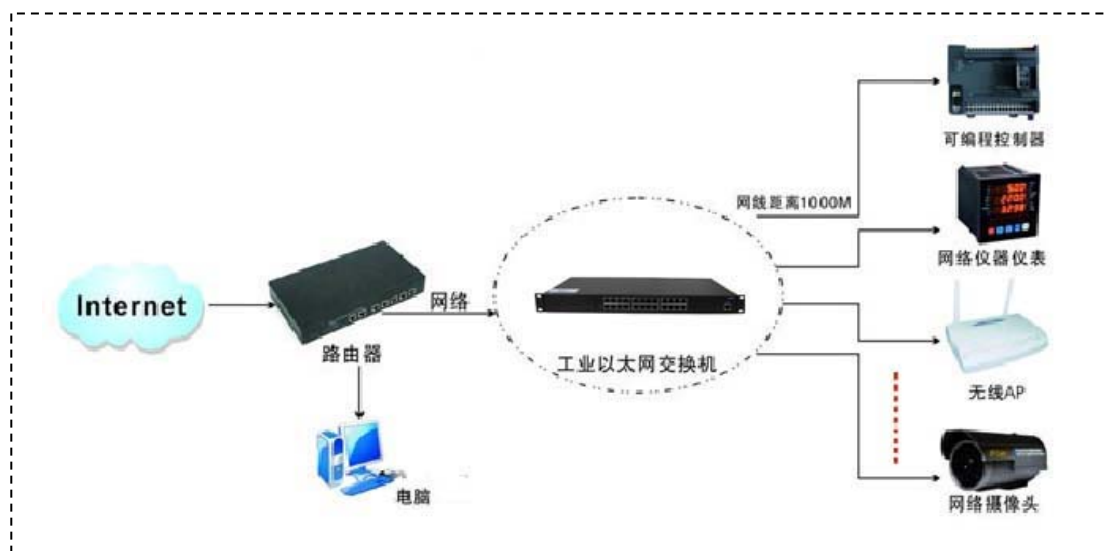 可编程控制器
网线距离1000M
网络仪器仪表
Internet
网络
路由器
工业以太网交换机
无线AP
电脑
网络摄像头